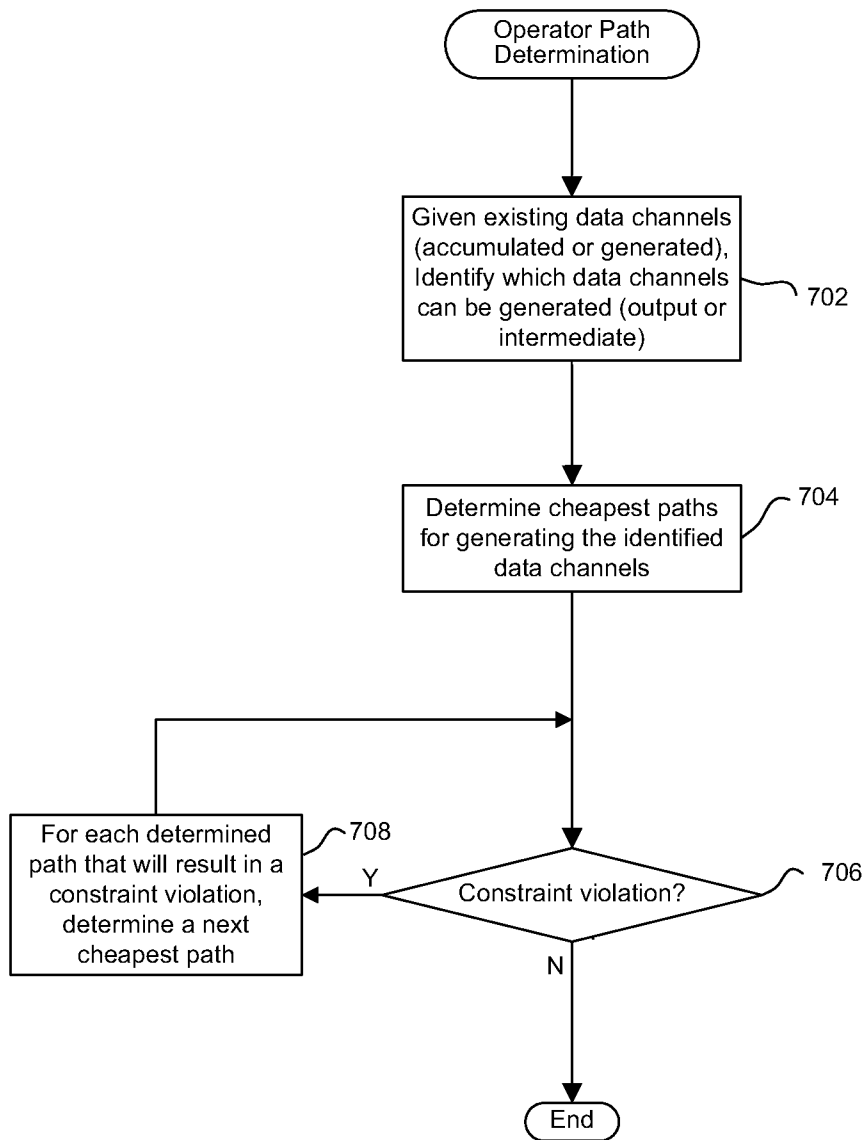 Operator Path
Determination
Given existing data channels
(accumulated or generated),
Identify which data channels
can be generated (output or
intermediate)
702
Determine cheapest paths
for generating the identified
data channels
704
For each determined
path that will result in a
constraint violation,
determine a next
cheapest path
708
Y
Constraint violation?
706
N
End